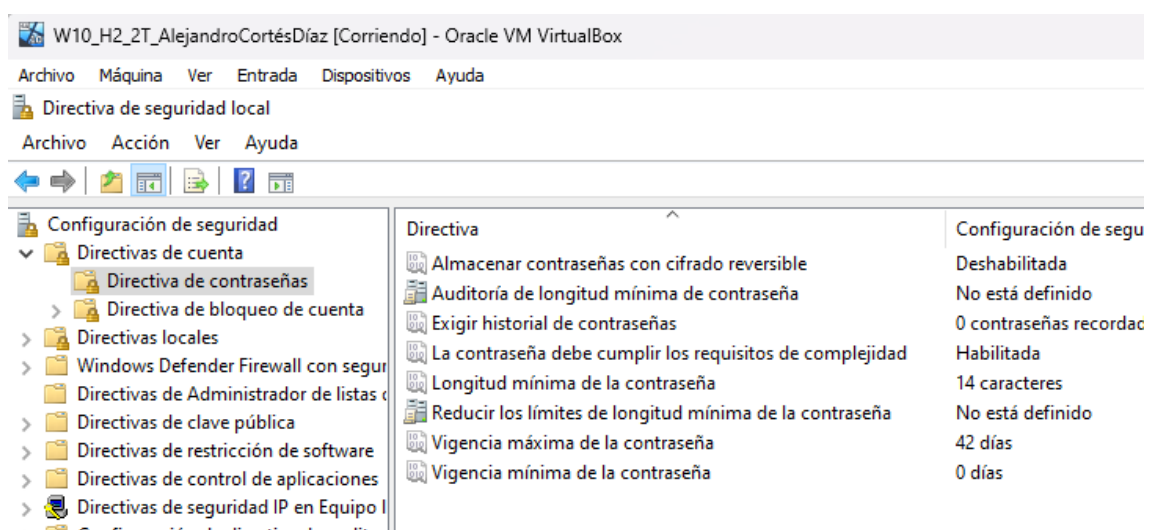 W10_H2_2T_AlejandroCortésDíaz [Corriendo] - Oracle VM VirtualBox
Archivo Máquina Ver Entrada Dispositivos Ayuda
Directiva de seguridad local
Archivo Acción Ver Ayuda
Configuración de seguridad
Directivas de cuenta
Directiva de contraseñas
Directiva de bloqueo de cuenta
Directivas locales
Windows Defender Firewall con segur
Directivas de Administrador de listas
Directivas de clave pública
Directivas de restricción de software
Directivas de control de aplicaciones
Directivas de seguridad IP en Equipo l
Directiva Configuración de segu
Almacenar contraseñas con cifrado reversible Deshabilitada
Auditoría de longitud mínima de contraseña No está definido
Exigir historial de contraseñas 0 contraseñas recordad
La contraseña debe cumplir los requisitos de complejidad Habilitada
Longitud mínima de la contraseña 14 caracteres
Reducir los límites de longitud mínima de la contraseña No está definido
Vigencia máxima de la contraseña 42 días
Vigencia mínima de la contraseña 0 días